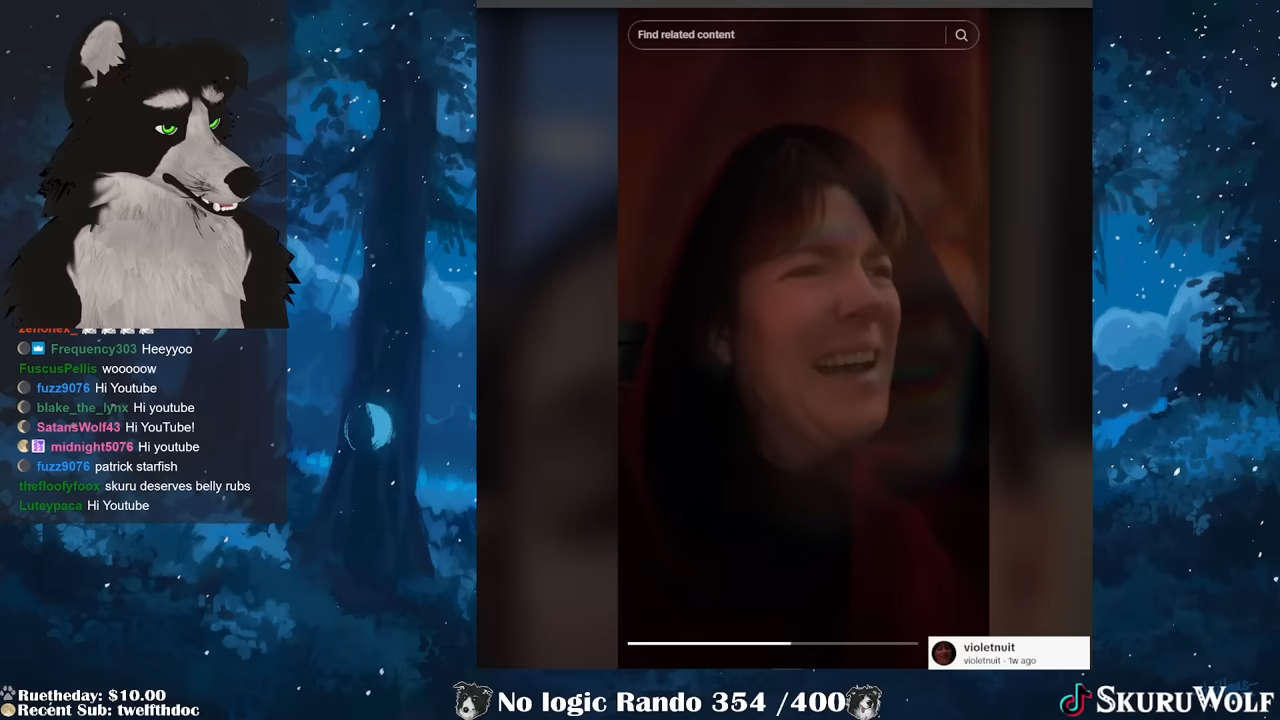 Find related content
zenonex_
Frequency303 Heeyyoo
FuscusPellis wooooow
fuzz9076 Hi Youtube
blake_the_lynx Hi youtube
SatansWolf43 Hi YouTube!
midnight5076 Hi youtube
fuzz9076 patrick starfish
thefloofyfoox skuru deserves belly rubs
Luteypaca Hi Youtube
violetnuit
violetnuit · 1w ago
Ruetheday: $10.00
Recent Sub: twelfthdoc
No logic Rando 354 /400
SkuruWolf